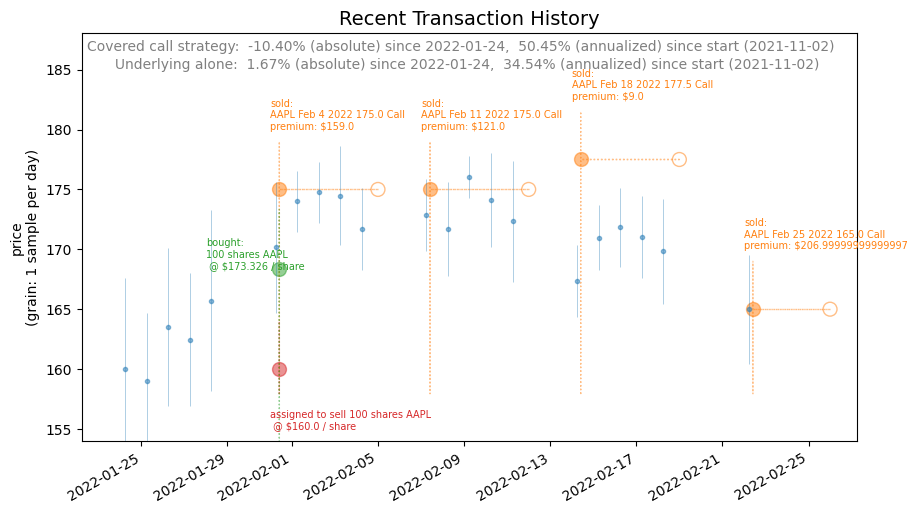 Recent Transaction History
Covered call strategy:  -10.40% (absolute) since 2022-01-24,  50.45% (annualized) since start (2021-11-02)
Underlying alone:  1.67% (absolute) since 2022-01-24,  34.54% (annualized) since start (2021-11-02)
sold:
AAPL Feb 4 2022 175.0 Call
premium: $159.0
sold:
AAPL Feb 11 2022 175.0 Call
premium: $121.0
sold:
AAPL Feb 18 2022 177.5 Call
premium: $9.0
sold:
AAPL Feb 25 2022 165.0 Call
premium: $206,99999999999997
bought:
100 shares AAPL
@ $173.326 / share
assigned to sell 100 shares AAPL
@ $160.0 / share
price
(grain: 1 sample per day)
185
180
175
170
165
160
155
2022-01-25
2022-01-29
2022-02-01
2022-02-05
2022-02-09
2022-02-13
2022-02-17
2022-02-21
2022-02-25